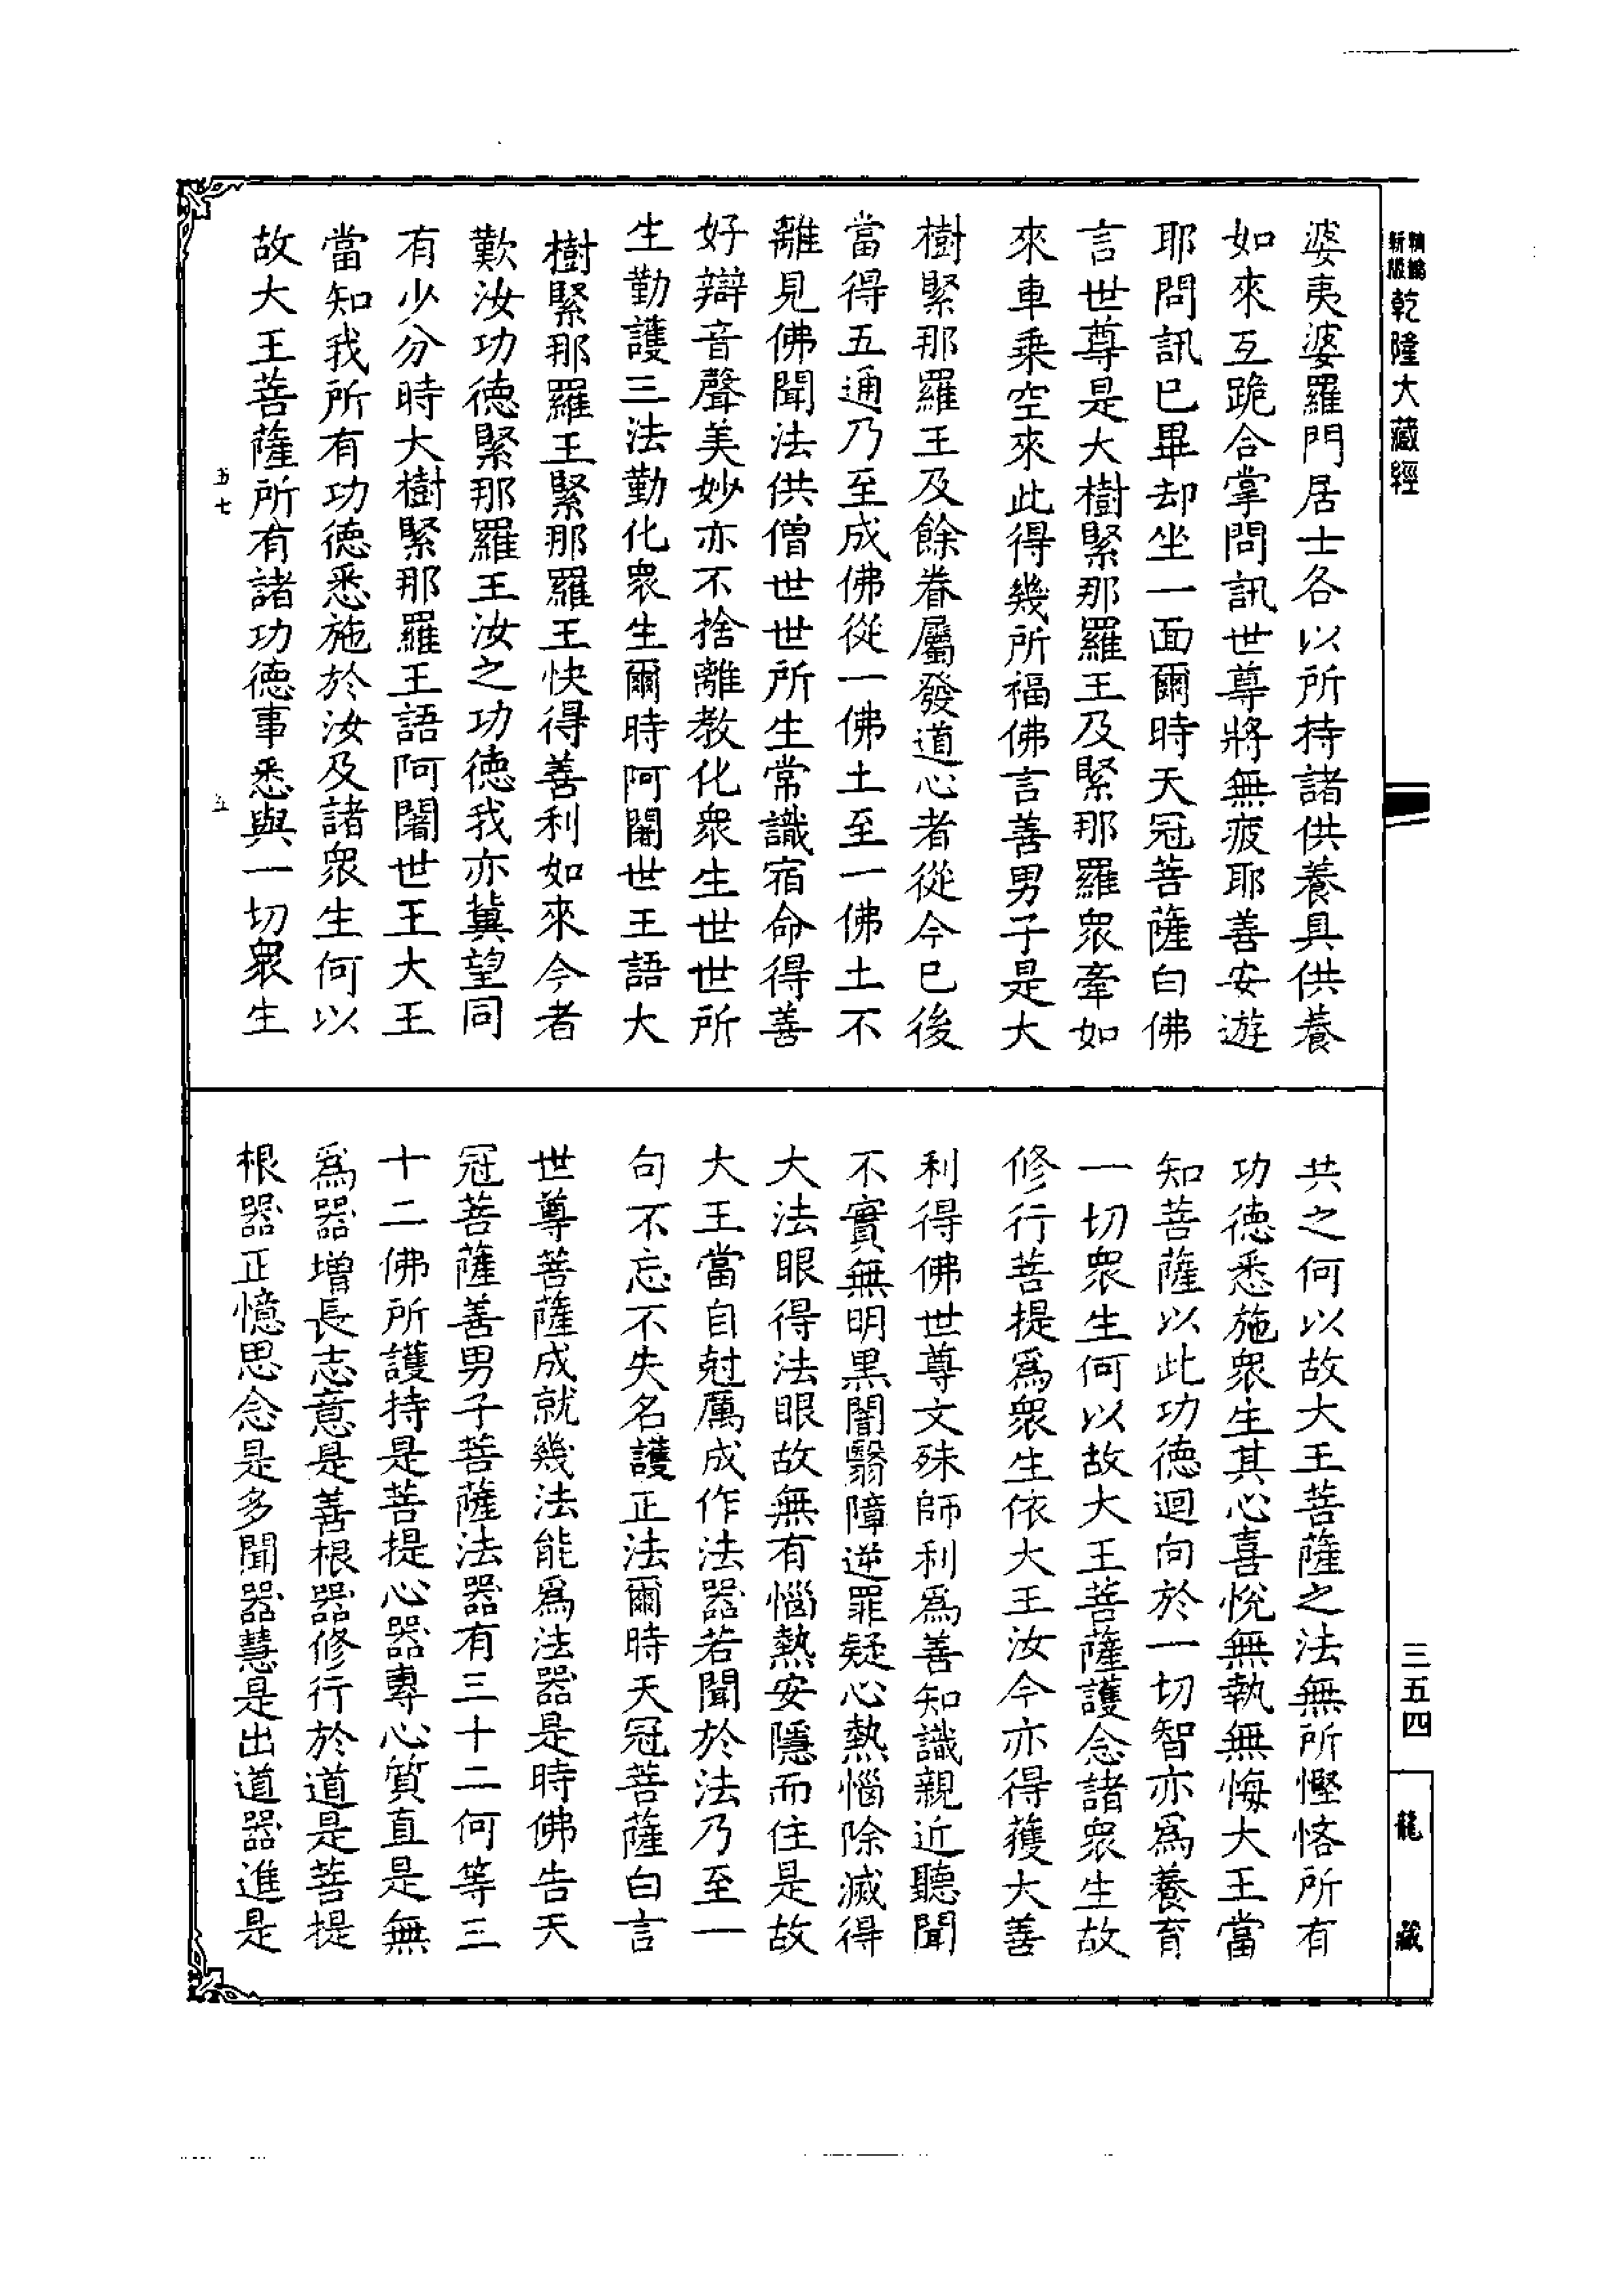 精編新版
乾隆大藏經
三五四
龍藏
婆夷婆羅門居士各以所持諸供養具供養
如來互跪合掌問訊世尊將無疲耶善安遊
耶問訊已畢却坐一面爾時天冠菩薩白佛
言世尊是大樹緊那羅王及緊那羅眾牽如
來車乗空來此得幾所福佛言善男子是大
樹緊那羅王及餘眷屬發道心者從今已後
當得五通乃至成佛從一佛土至一佛土不
離見佛聞法供僧世世所生常識宿命得善
好辯音聲美妙亦不捨離教化眾生世世所
生勤護三法勤化眾生爾時阿闍世王語大
樹緊那羅王緊那羅王快得善利如來今者
歎汝功德緊那羅王汝之功德我亦冀望同
有少分時大樹緊那羅王語阿闍世王大王
當知我所有功德悉施於汝及諸眾生何以
故大王菩薩所有諸功德事悉與一切眾生
五七
五
共之何以故大王菩薩之法無所慳悋所有
功德悉施眾生其心喜悅無執無悔大王當
知菩薩以此功德迴向於一切智亦爲養育
一切眾生何以故大王菩薩護念諸眾生故
修行菩提爲眾生依大王汝今亦得獲大善
利得佛世尊文殊師利爲善知識親近聽聞
不實無明黑闇翳障逆罪疑心熱惱除滅得
大法眼得法眼故無有惱熱安隱而住是故
大王當自尅厲成作法器若聞於法乃至一
句不忘不失名護正法爾時天冠菩薩白言
世尊菩薩成就幾法能爲法器是時佛告天
冠菩薩善男子菩薩法器有三十二何等三
十二佛所護持是菩提心器專心質直是無
爲器增長志意是善根器修行於道是菩提
根器正憶思念是多聞器慧是出道器進是